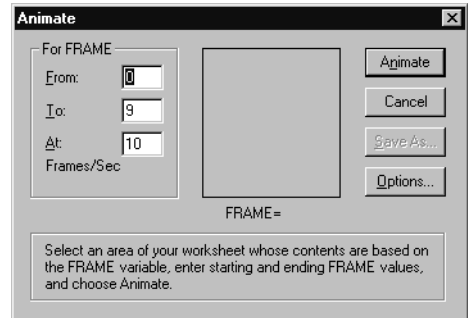 Animate
For FRAME
From: 0
To: 9
At: 10
Frames/Sec
FRAME=
Animate
Cancel
Save As...
Options...
Select an area of your worksheet whose contents are based on
the FRAME variable, enter starting and ending FRAME values,
and choose Animate.